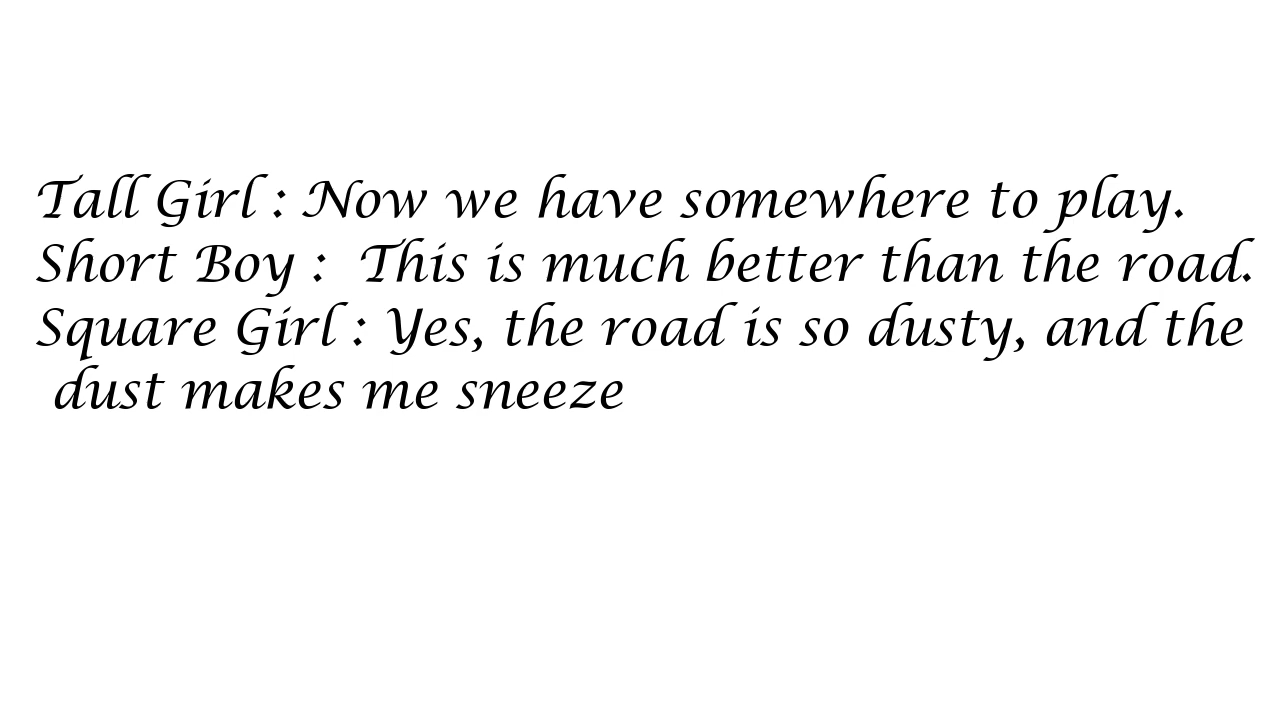 Tall Girl : Now we have somewhere to play.
Short Boy :  This is much better than the road.
Square Girl : Yes, the road is so dusty, and the
dust makes me sneeze